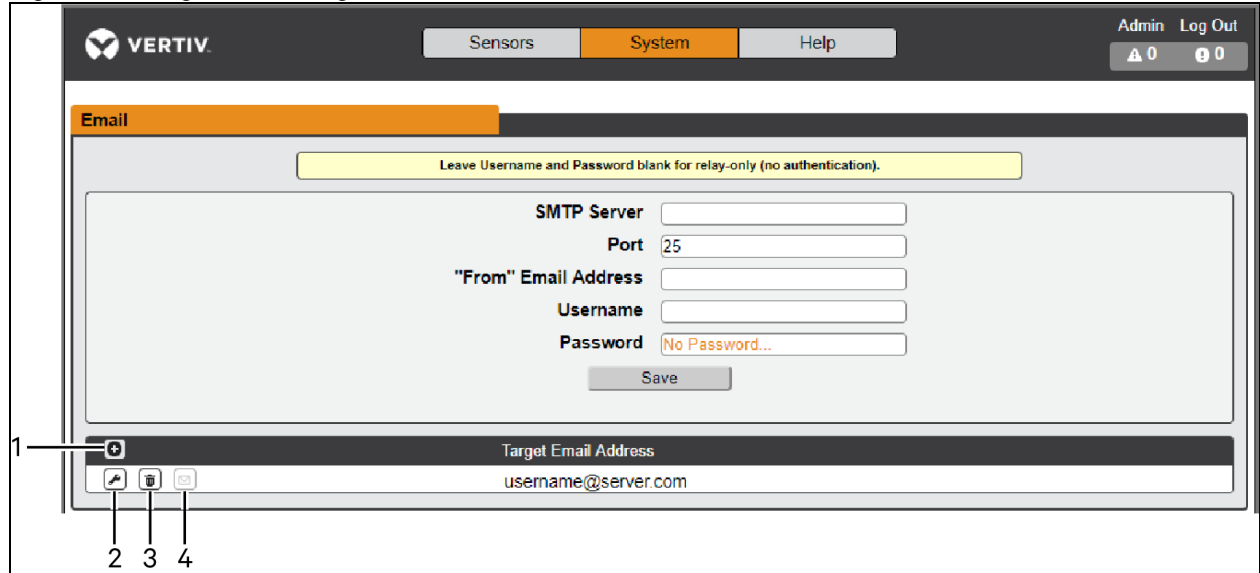 VERTIV.
Sensors System Help
Admin Log Out
0 0
Email
Leave Username and Password blank for relay-only (no authentication).
SMTP Server
Port 25
"From" Email Address
Username
Password No Password...
Save
1
Target Email Address
username@server.com
2 3 4